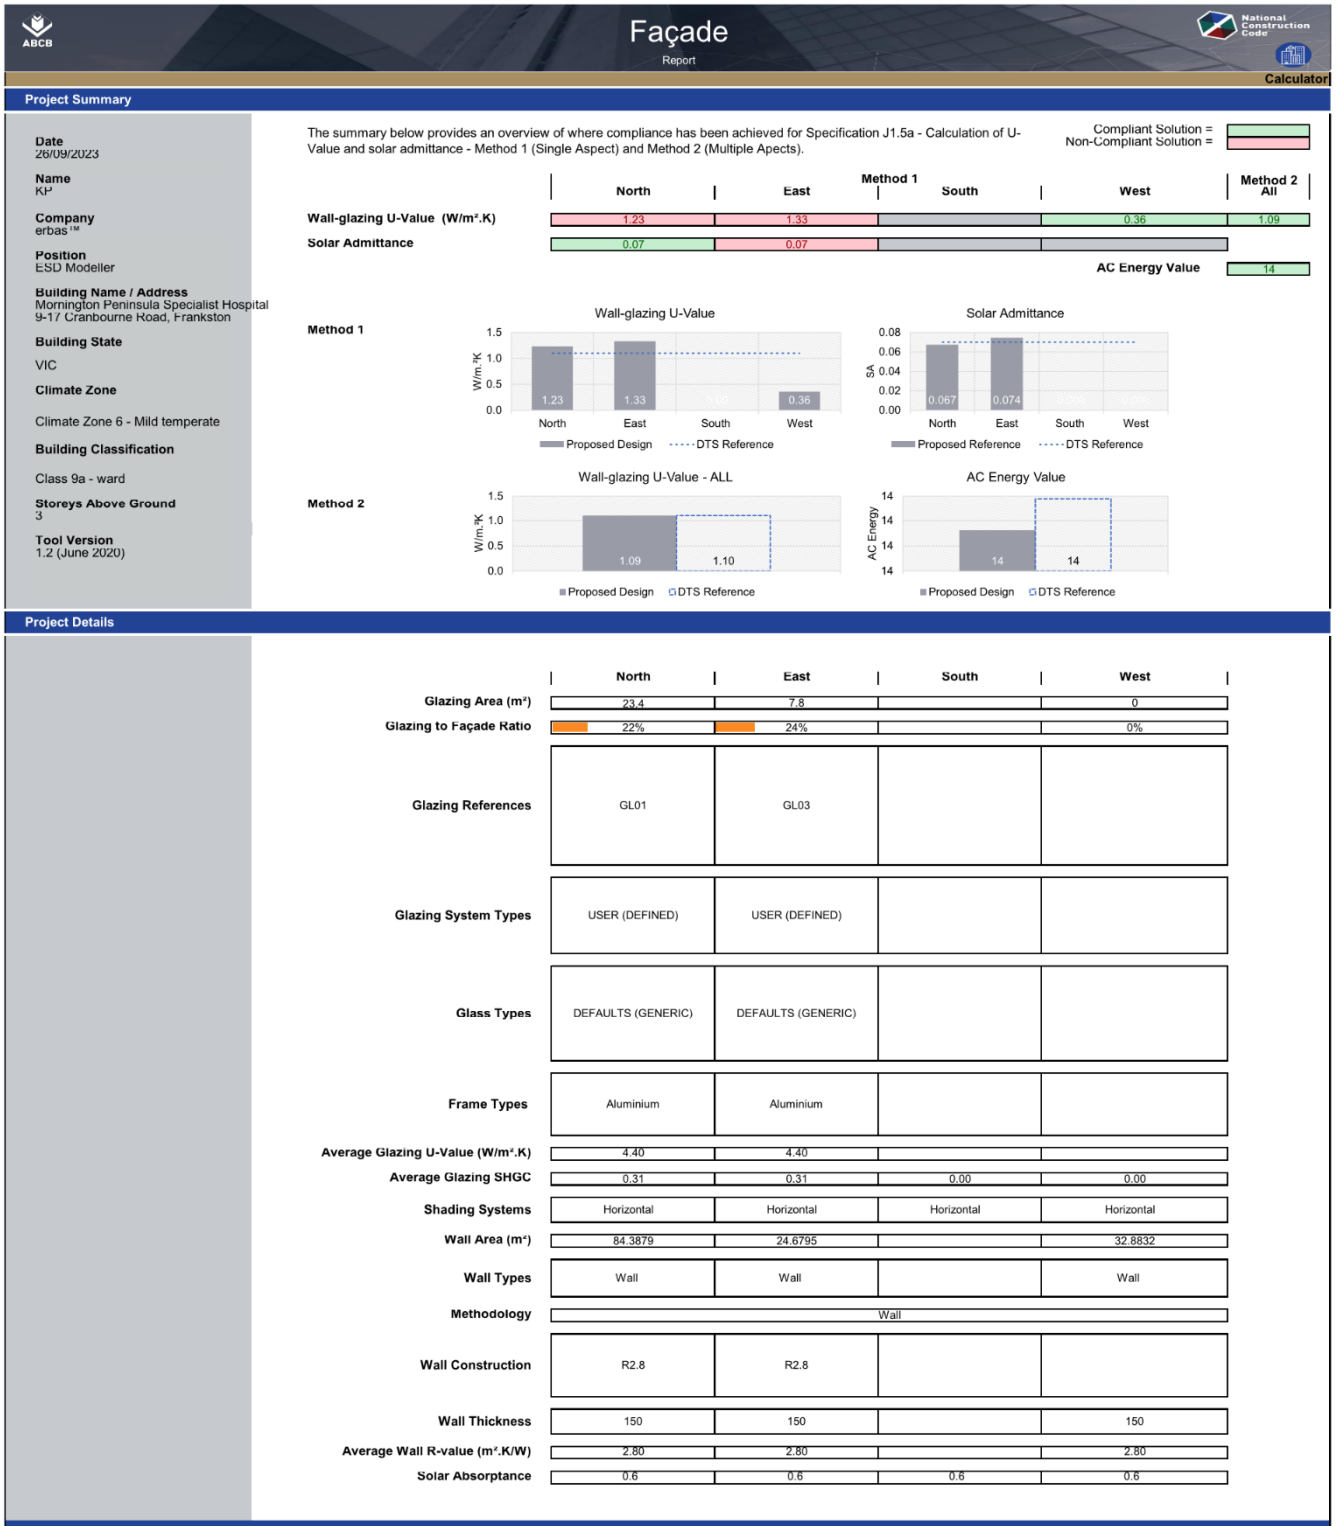 ABCB
Façade
Report
National
Construction
Code
Calculator
Project Summary
Date
26/09/2023
Name
KP
Company
erbas™
Position
ESD Modeller
Building Name / Address
Mornington Peninsula Specialist Hospital
9-17 Cranbourne Road, Frankston
Building State
VIC
Climate Zone
Climate Zone 6 - Mild temperate
Building Classification
Class 9a - ward
Storeys Above Ground
3
Tool Version
1.2 (June 2020)
The summary below provides an overview of where compliance has been achieved for Specification J1.5a - Calculation of U-
Value and solar admittance - Method 1 (Single Aspect) and Method 2 (Multiple Apects).
Compliant Solution =
Non-Compliant Solution =
Method 1
Method 2
North East South West All
Wall-glazing U-Value (W/m².K) 1.23 1.33 0.36 1.09
Solar Admittance 0.07 0.07
AC Energy Value 14
Method 1
Wall-glazing U-Value
1.5
1.0
0.5
0.0
W/m.²K
1.23 1.33 0.36
North East South West
Proposed Design DTS Reference
Solar Admittance
0.08
0.06
0.04
0.02
0.00
SA
0.067 0.074
North East South West
Proposed Reference DTS Reference
Method 2
Wall-glazing U-Value - ALL
1.5
1.0
0.5
0.0
W/m.²K
1.09 1.10
Proposed Design DTS Reference
AC Energy Value
14
14
14
14
AC Energy
14 14
Proposed Design DTS Reference
Project Details
North East South West
Glazing Area (m²) 23.4 7.8 0
Glazing to Façade Ratio 22% 24% 0%
Glazing References GL01 GL03
Glazing System Types USER (DEFINED) USER (DEFINED)
Glass Types DEFAULTS (GENERIC) DEFAULTS (GENERIC)
Frame Types Aluminium Aluminium
Average Glazing U-Value (W/m².K) 4.40 4.40
Average Glazing SHGC 0.31 0.31 0.00 0.00
Shading Systems Horizontal Horizontal Horizontal Horizontal
Wall Area (m²) 84.3879 24.6795 32.8832
Wall Types Wall Wall Wall
Methodology Wall
Wall Construction R2.8 R2.8
Wall Thickness 150 150 150
Average Wall R-value (m².K/W) 2.80 2.80 2.80
Solar Absorptance 0.6 0.6 0.6 0.6